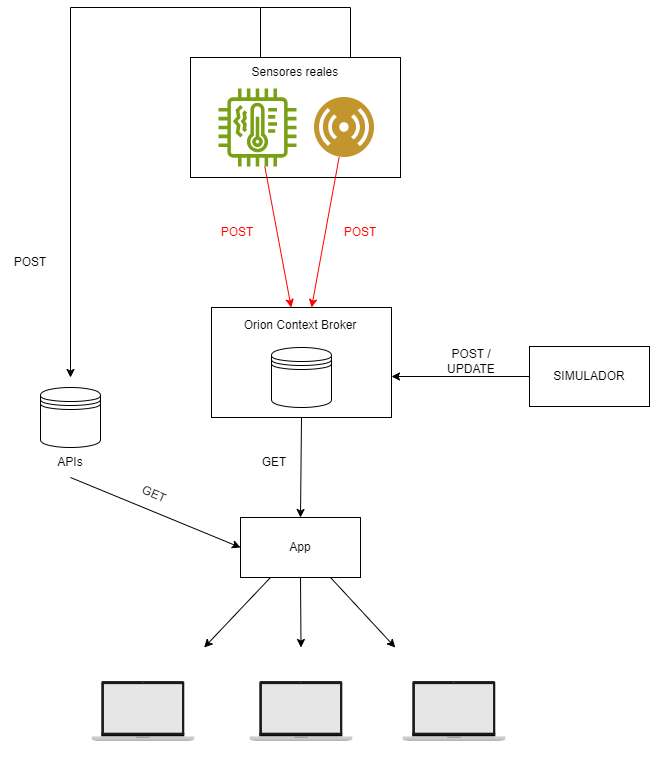 Sensores reales
POST
POST
POST
Orion Context Broker
POST /
UPDATE
SIMULADOR
APIs
GET
GET
App